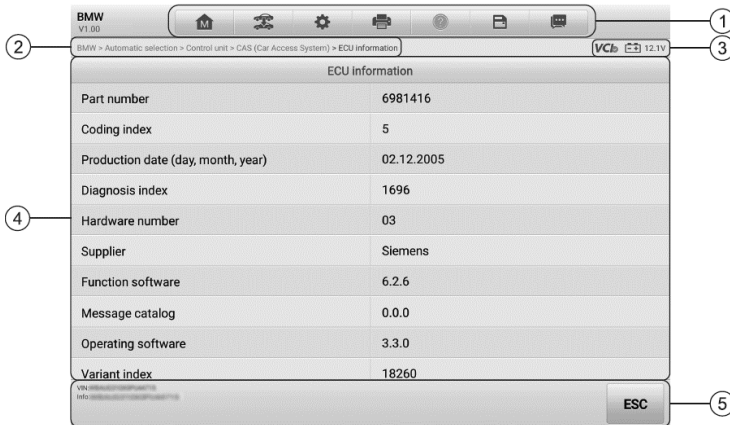 BMW
V1.00
M
?
1
2
BMW > Automatic selection > Control unit > CAS (Car Access System) > ECU information
VCI
12.1V
3
ECU information
Part number 6981416
Coding index 5
Production date (day, month, year) 02.12.2005
Diagnosis index 1696
4
Hardware number 03
Supplier Siemens
Function software 6.2.6
Message catalog 0.0.0
Operating software 3.3.0
Variant index 18260
VIN:
Info:
ESC
5